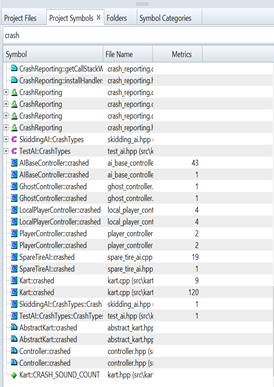 Project Files Project Symbols × Folders Symbol Categories
crash
Symbol File Name Metrics
CrashReporting::getCallStackW crash_reporting.c
CrashReporting::installHandler: crash_reporting.h
CrashReporting crash_reporting.c
CrashReporting crash_reporting.c
CrashReporting crash_reporting.c
CrashReporting crash_reporting.h
SkiddingAI::CrashTypes skidding_ai.hpp
TestAI::CrashTypes test_ai.hpp (src\k
AIBaseController::crashed ai_base_controlle 43
AIBaseController::crashed ai_base_controlle 1
GhostController::crashed ghost_controller. 1
GhostController::crashed ghost_controller. 1
LocalPlayerController::crashed local_player_cont 4
LocalPlayerController::crashed local_player_cont 4
PlayerController::crashed player_controller 2
PlayerController::crashed player_controller 2
SpareTireAI::crashed spare_tire_ai.cpp 19
SpareTireAI::crashed spare_tire_ai.hpp 1
Kart::crashed kart.cpp (src\kart 9
Kart::crashed kart.cpp (src\kart 120
SkiddingAI::CrashTypes::CrashT skidding_ai.hpp 1
TestAI::CrashTypes::CrashTypes: test_ai.hpp (src\k 1
AbstractKart::crashed abstract_kart.hpp
AbstractKart::crashed abstract_kart.hpp
Controller::crashed controller.hpp (s
Controller::crashed controller.hpp (s
Kart::CRASH_SOUND_COUNT kart.hpp (src\kar